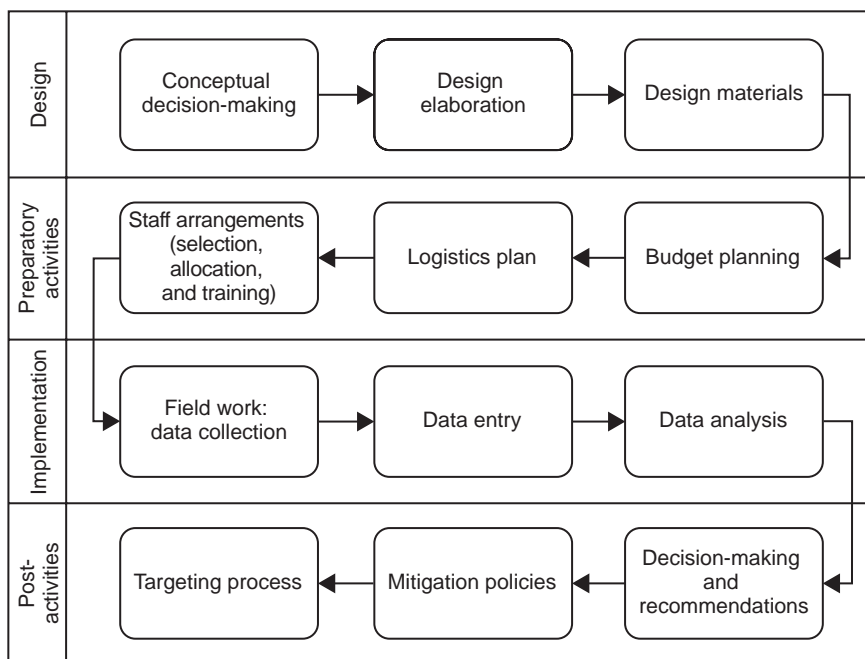 Design
Conceptual
decision-making
Design
elaboration
Design materials
Preparatory
activities
Staff arrangements
(selection,
allocation,
and training)
Logistics plan
Budget planning
Implementation
Field work:
data collection
Data entry
Data analysis
Post-
activities
Targeting process
Mitigation policies
Decision-making
and
recommendations